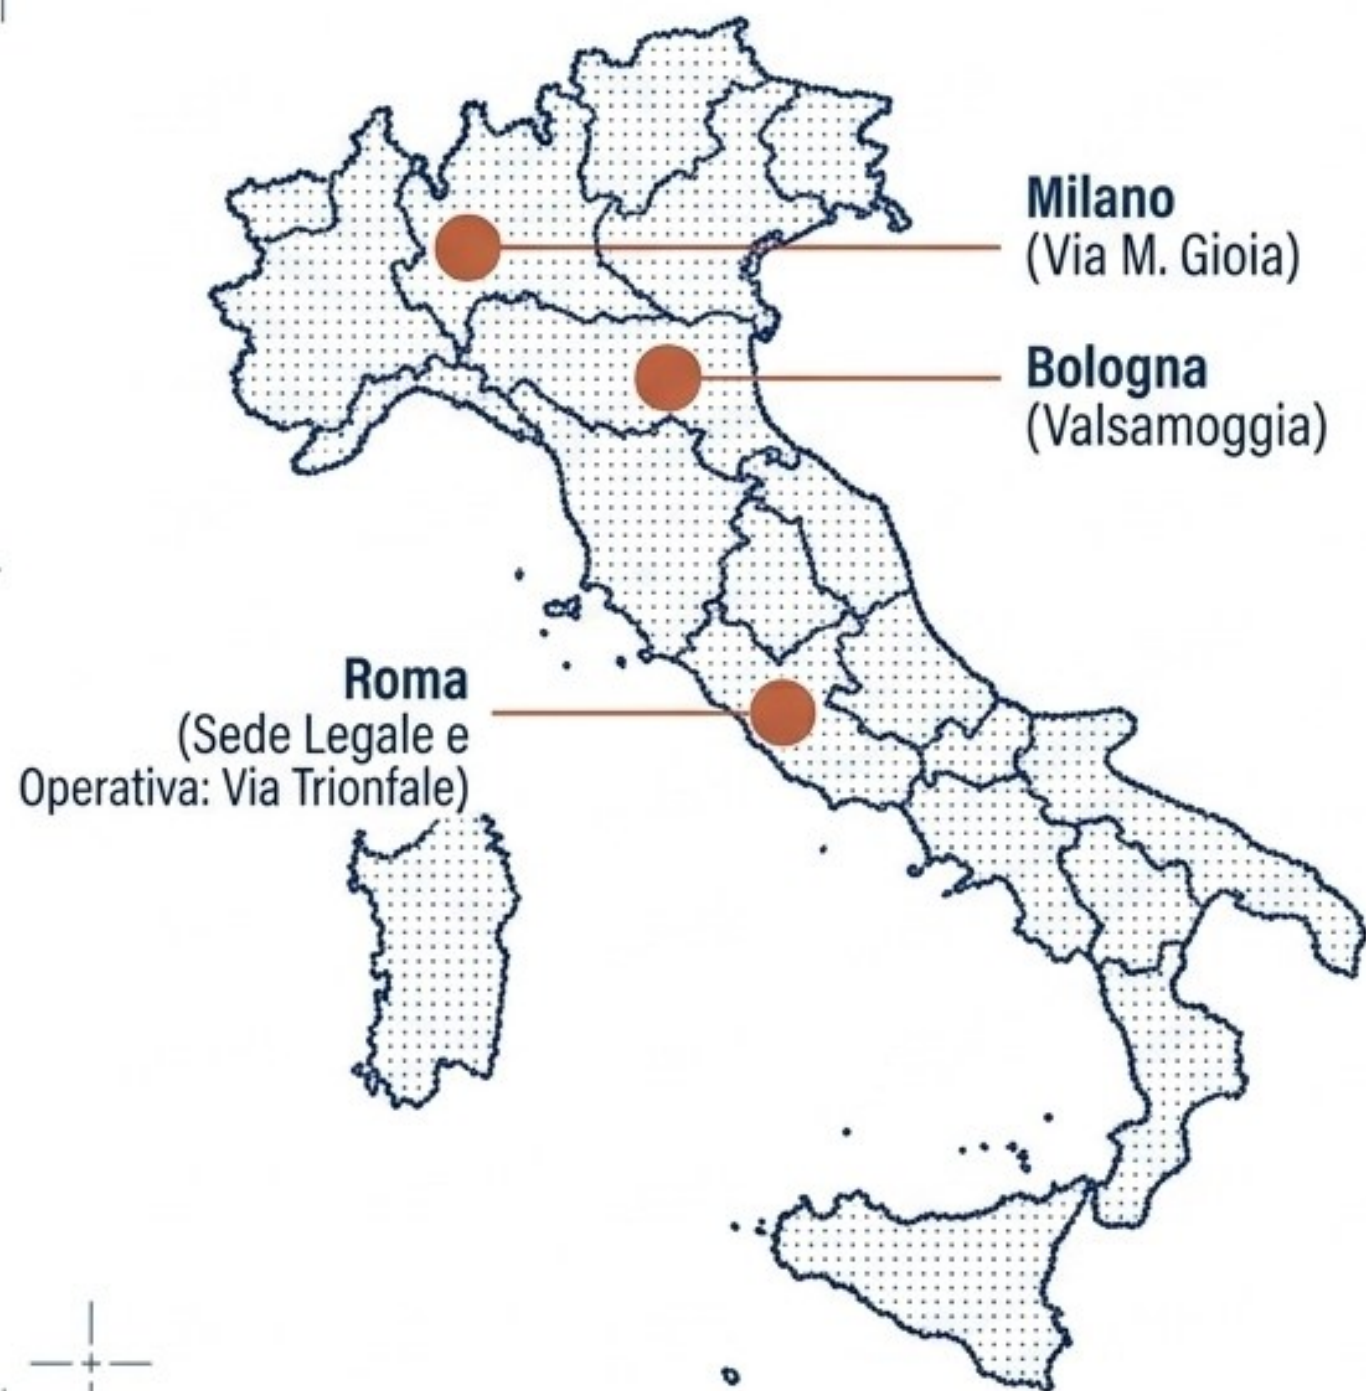 Milano
(Via M. Gioia)
Bologna
(Valsamoggia)
Roma
(Sede Legale e
Operativa: Via Trionfale)